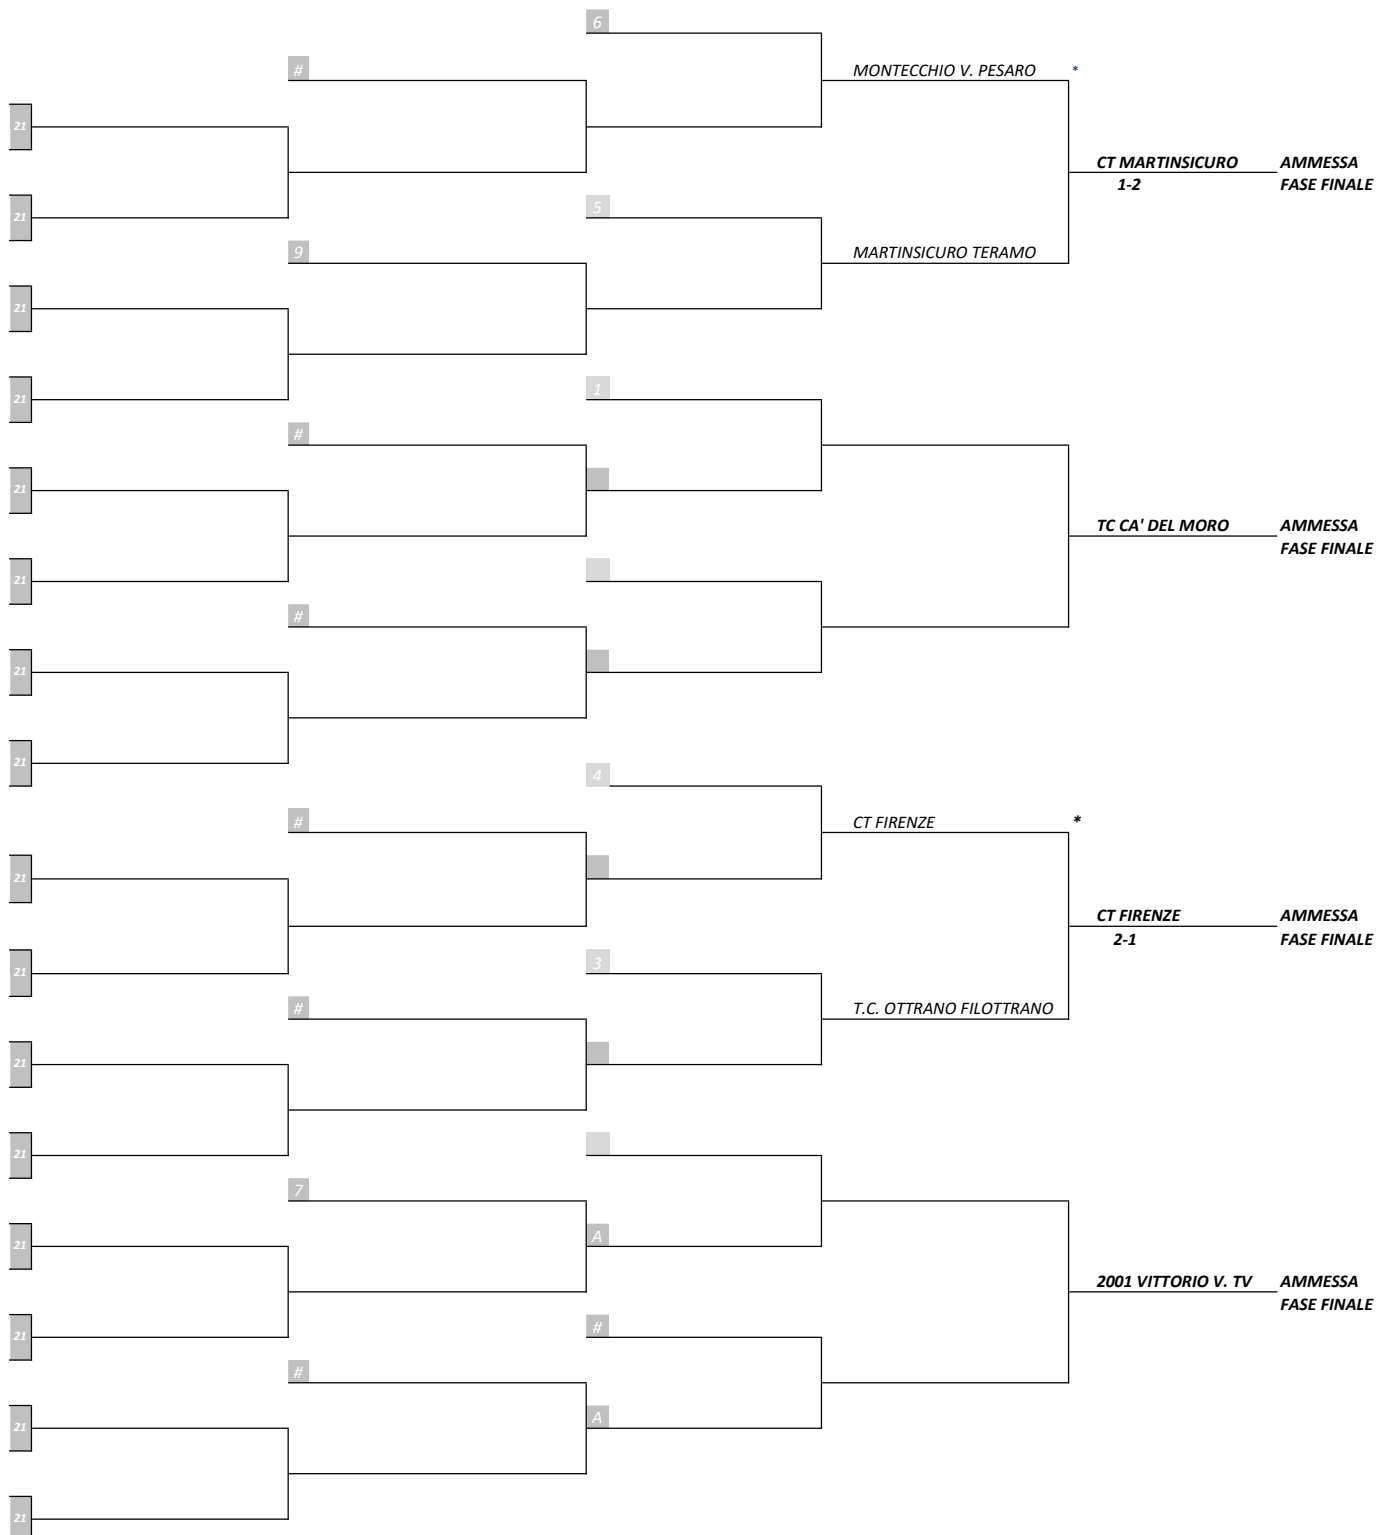 6
#
MONTECCHIO V. PESARO *
21
CT MARTINSICURO AMMESSA
1-2 FASE FINALE
21
5
9
MARTINSICURO TERAMO
21
21
1
#
21
TC CA' DEL MORO AMMESSA
FASE FINALE
21
#
21
21
4
#
CT FIRENZE *
21
CT FIRENZE AMMESSA
2-1 FASE FINALE
21
3
#
T.C. OTTRANO FILOTTRANO
21
21
7
21
A
2001 VITTORIO V. TV AMMESSA
FASE FINALE
21
#
#
21
A
21